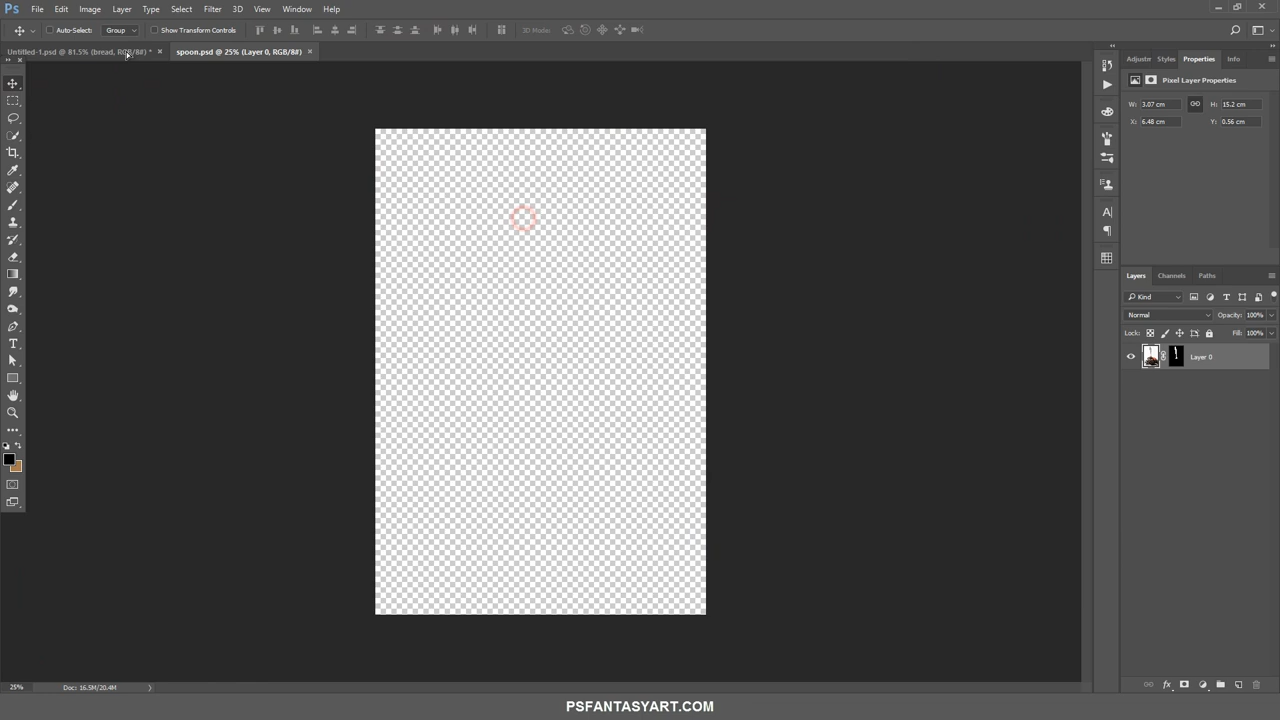 Ps File Edit Image Layer Type Select Filter 3D View Window Help
Auto-Select: Group Show Transform Controls 3D Mode:
Untitled-1.psd @ 81.5% (bread, RGB/8#) * × spoon.psd @ 25% (Layer 0, RGB/8#) ×
Adjustr Styles Properties Info
Pixel Layer Properties
W: 3.07 cm H: 15.2 cm
X: 6.48 cm Y: 0.56 cm
Layers Channels Paths
Kind
Normal Opacity: 100%
Lock: Fill: 100%
Layer 0
25% Doc: 16.5M/20.4M
PSFANTASYART.COM